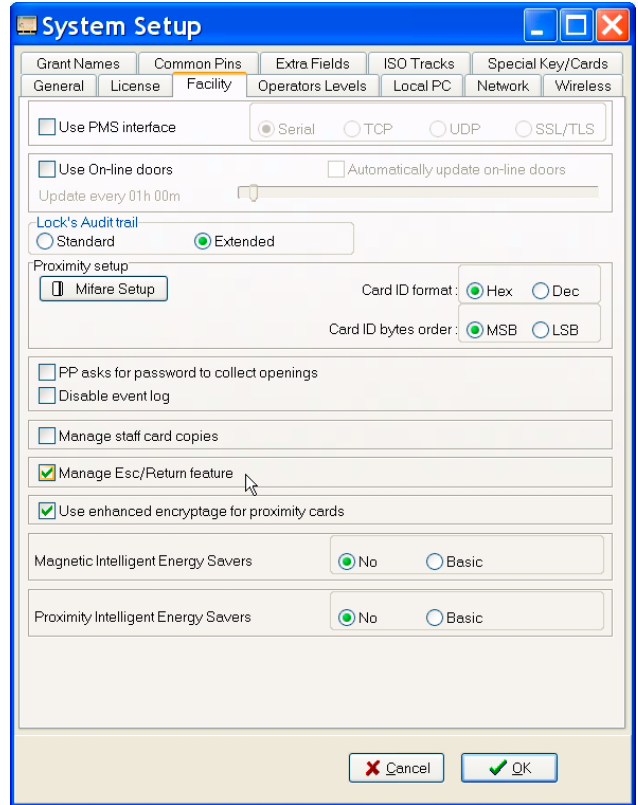 System Setup
Grant Names Common Pins Extra Fields ISO Tracks Special Key/Cards
General License Facility Operators Levels Local PC Network Wireless
Use PMS interface Serial TCP UDP SSL/TLS
Use On-line doors Automatically update on-line doors
Update every 01h 00m
Lock's Audit trail
Standard Extended
Proximity setup
Mifare Setup Card ID format : Hex Dec
Card ID bytes order : MSB LSB
PP asks for password to collect openings
Disable event log
Manage staff card copies
Manage Esc/Return feature
Use enhanced encryptage for proximity cards
Magnetic Intelligent Energy Savers No Basic
Proximity Intelligent Energy Savers No Basic
Cancel OK